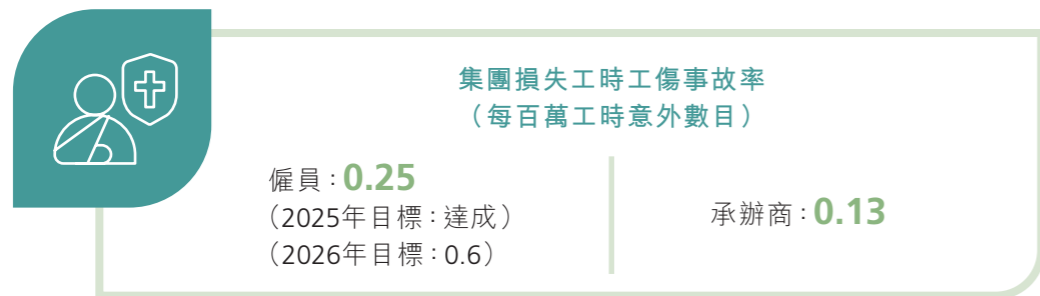 集團損失工時工傷事故率
（每百萬工時意外數目）
僱員：0.25
（2025年目標：達成）
（2026年目標：0.6）
承辦商：0.13